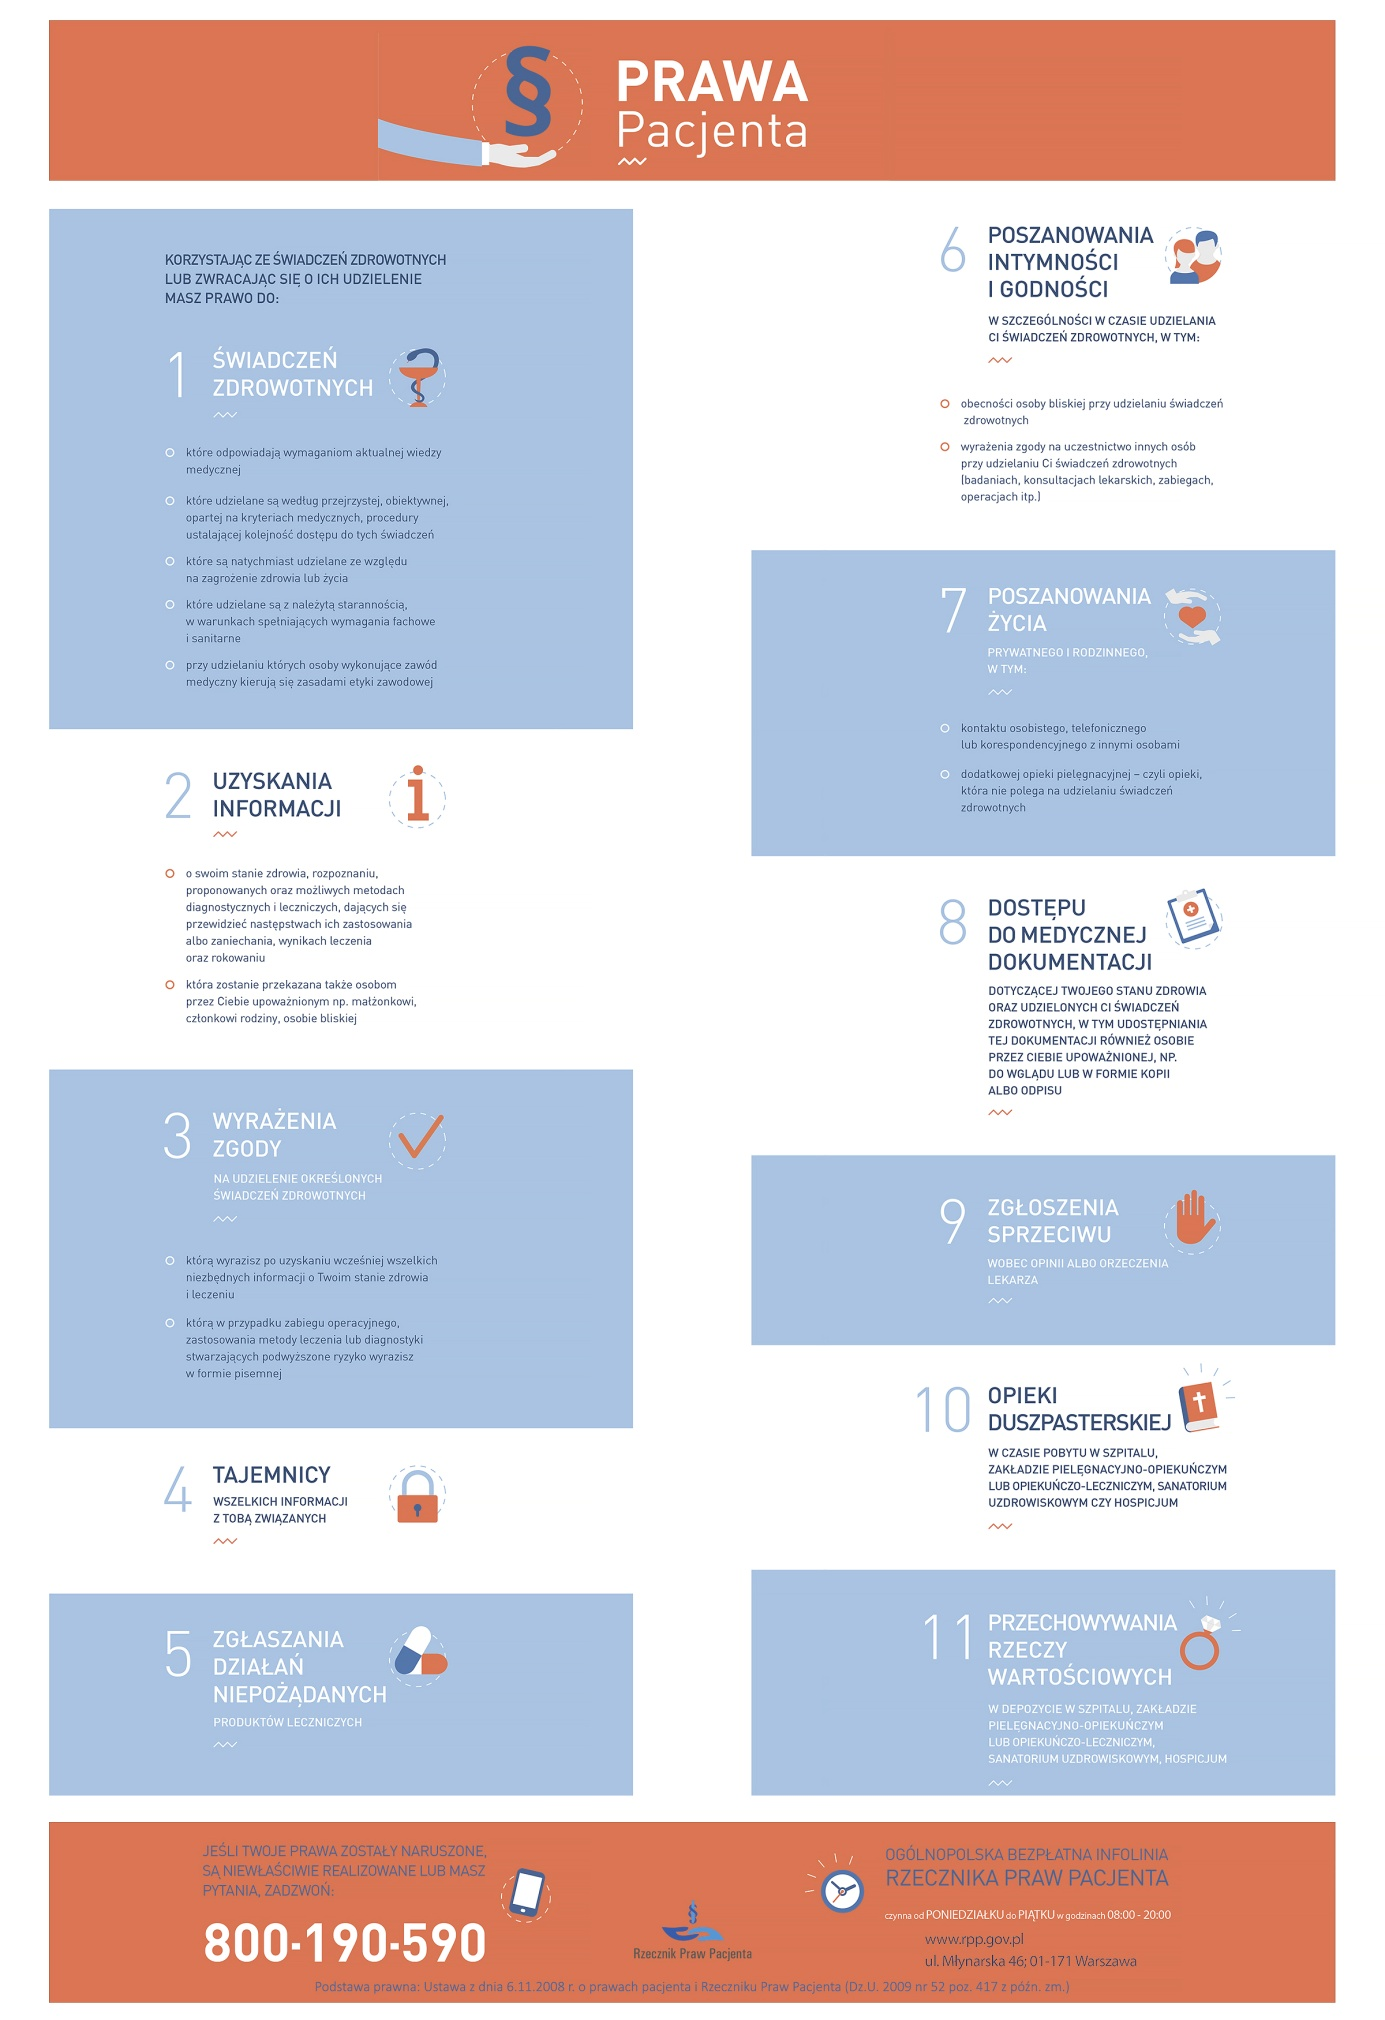 PRAWA
Pacjenta
KORZYSTAJĄC ZE ŚWIADCZEŃ ZDROWOTNYCH
LUB ZWRACAJĄC SIĘ O ICH UDZIELENIE
MASZ PRAWO DO:
1 ŚWIADCZEŃ
ZDROWOTNYCH
które odpowiadają wymaganiom aktualnej wiedzy
medycznej
które udzielane są według przejrzystej, obiektywnej,
opartej na kryteriach medycznych, procedury
ustalającej kolejność dostępu do tych świadczeń
które są natychmiast udzielane ze względu
na zagrożenie zdrowia lub życia
które udzielane są z należytą starannością,
w warunkach spełniających wymagania fachowe
i sanitarne
przy udzielaniu których osoby wykonujące zawód
medyczny kierują się zasadami etyki zawodowej
2 UZYSKANIA
INFORMACJI
i
o swoim stanie zdrowia, rozpoznaniu,
proponowanych oraz możliwych metodach
diagnostycznych i leczniczych, dających się
przewidzieć następstwach ich zastosowania
albo zaniechania, wynikach leczenia
oraz rokowaniu
która zostanie przekazana także osobom
przez Ciebie upoważnionym np. małżonkowi,
członkowi rodziny, osobie bliskiej
3 WYRAŻENIA
ZGODY
NA UDZIELENIE OKREŚLONYCH
ŚWIADCZEŃ ZDROWOTNYCH
którą wyrazisz po uzyskaniu wcześniej wszelkich
niezbędnych informacji o Twoim stanie zdrowia
i leczeniu
którą w przypadku zabiegu operacyjnego,
zastosowania metody leczenia lub diagnostyki
stwarzających podwyższone ryzyko wyrazisz
w formie pisemnej
4 TAJEMNICY
WSZELKICH INFORMACJI
Z TOBĄ ZWIĄZANYCH
5 ZGŁASZANIA
DZIAŁAŃ
NIEPOŻĄDANYCH
PRODUKTÓW LECZNICZYCH
6 POSZANOWANIA
INTYMNOŚCI
I GODNOŚCI
W SZCZEGÓLNOŚCI W CZASIE UDZIELANIA
CI ŚWIADCZEŃ ZDROWOTNYCH, W TYM:
obecności osoby bliskiej przy udzielaniu świadczeń
zdrowotnych
wyrażenia zgody na uczestnictwo innych osób
przy udzielaniu Ci świadczeń zdrowotnych
(badaniach, konsultacjach lekarskich, zabiegach,
operacjach itp.)
7 POSZANOWANIA
ŻYCIA
PRYWATNEGO I RODZINNEGO,
W TYM:
kontaktu osobistego, telefonicznego
lub korespondencyjnego z innymi osobami
dodatkowej opieki pielęgnacyjnej – czyli opieki,
która nie polega na udzielaniu świadczeń
zdrowotnych
8 DOSTĘPU
DO MEDYCZNEJ
DOKUMENTACJI
DOTYCZĄCEJ TWOJEGO STANU ZDROWIA
ORAZ UDZIELONYCH CI ŚWIADCZEŃ
ZDROWOTNYCH, W TYM UDOSTĘPNIANIA
TEJ DOKUMENTACJI RÓWNIEŻ OSOBIE
PRZEZ CIEBIE UPOWAŻNIONEJ, NP.
DO WGLĄDU LUB W FORMIE KOPII
ALBO ODPISU
9 ZGŁOSZENIA
SPRZECIWU
WOBEC OPINII ALBO ORZECZENIA
LEKARZA
10 OPIEKI
DUSZPASTERSKIEJ
W CZASIE POBYTU W SZPITALU,
ZAKŁADZIE PIELĘGNACYJNO-OPIEKUŃCZYM
LUB OPIEKUŃCZO-LECZNICZYM, SANATORIUM
UZDROWISKOWYM CZY HOSPICJUM
11 PRZECHOWYWANIA
RZECZY
WARTOŚCIOWYCH
W DEPOZYCIE W SZPITALU, ZAKŁADZIE
PIELĘGNACYJNO-OPIEKUŃCZYM
LUB OPIEKUŃCZO-LECZNICZYM,
SANATORIUM UZDROWISKOWYM, HOSPICJUM
JEŚLI TWOJE PRAWA ZOSTAŁY NARUSZONE,
SĄ NIEWŁAŚCIWIE REALIZOWANE LUB MASZ
PYTANIA, ZADZWOŃ:
800-190-590
Rzecznik Praw Pacjenta
OGÓLNOPOLSKA BEZPŁATNA INFOLINIA
RZECZNIKA PRAW PACJENTA
czynna od PONIEDZIAŁKU do PIĄTKU w godzinach 08:00 - 20:00
www.rpp.gov.pl
ul. Młynarska 46; 01-171 Warszawa
Podstawa prawna: Ustawa z dnia 6.11.2008 r. o prawach pacjenta i Rzeczniku Praw Pacjenta (Dz.U. 2009 nr 52 poz. 417 z późn. zm.)